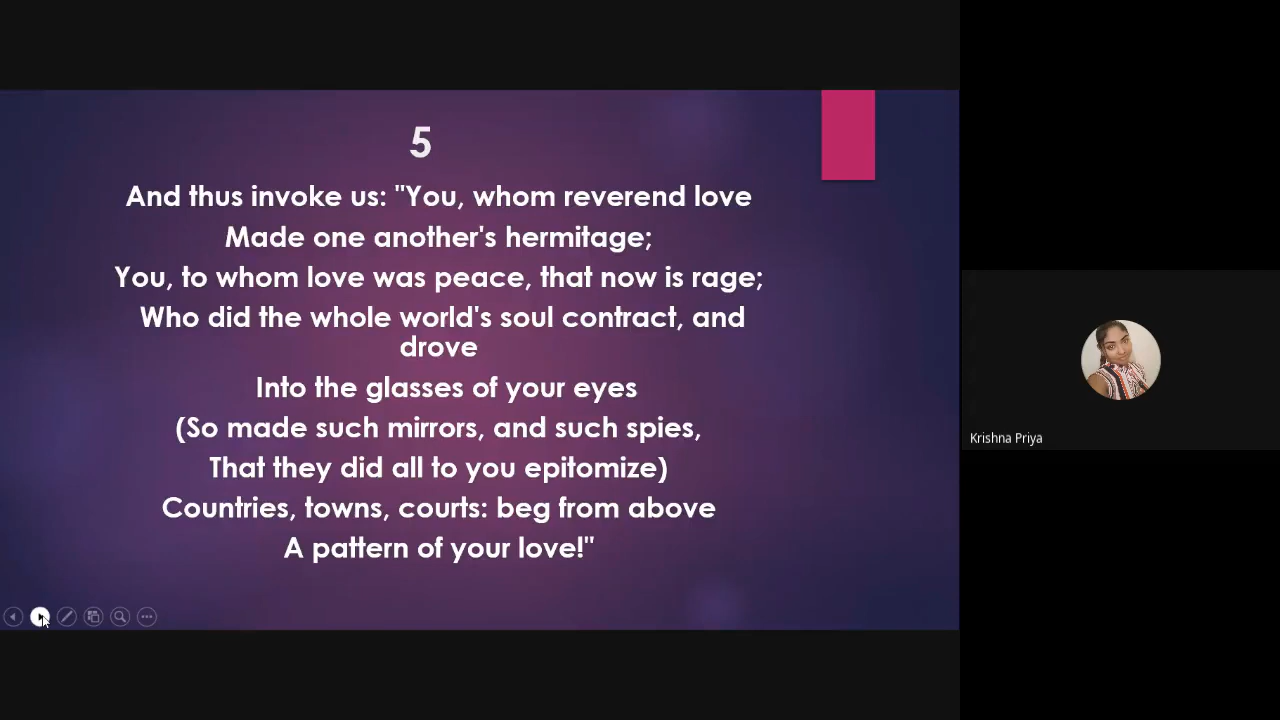 5
And thus invoke us: "You, whom reverend love
Made one another's hermitage;
You, to whom love was peace, that now is rage;
Who did the whole world's soul contract, and
drove
Into the glasses of your eyes
(So made such mirrors, and such spies,
That they did all to you epitomize)
Countries, towns, courts: beg from above
A pattern of your love!"
Krishna Priya